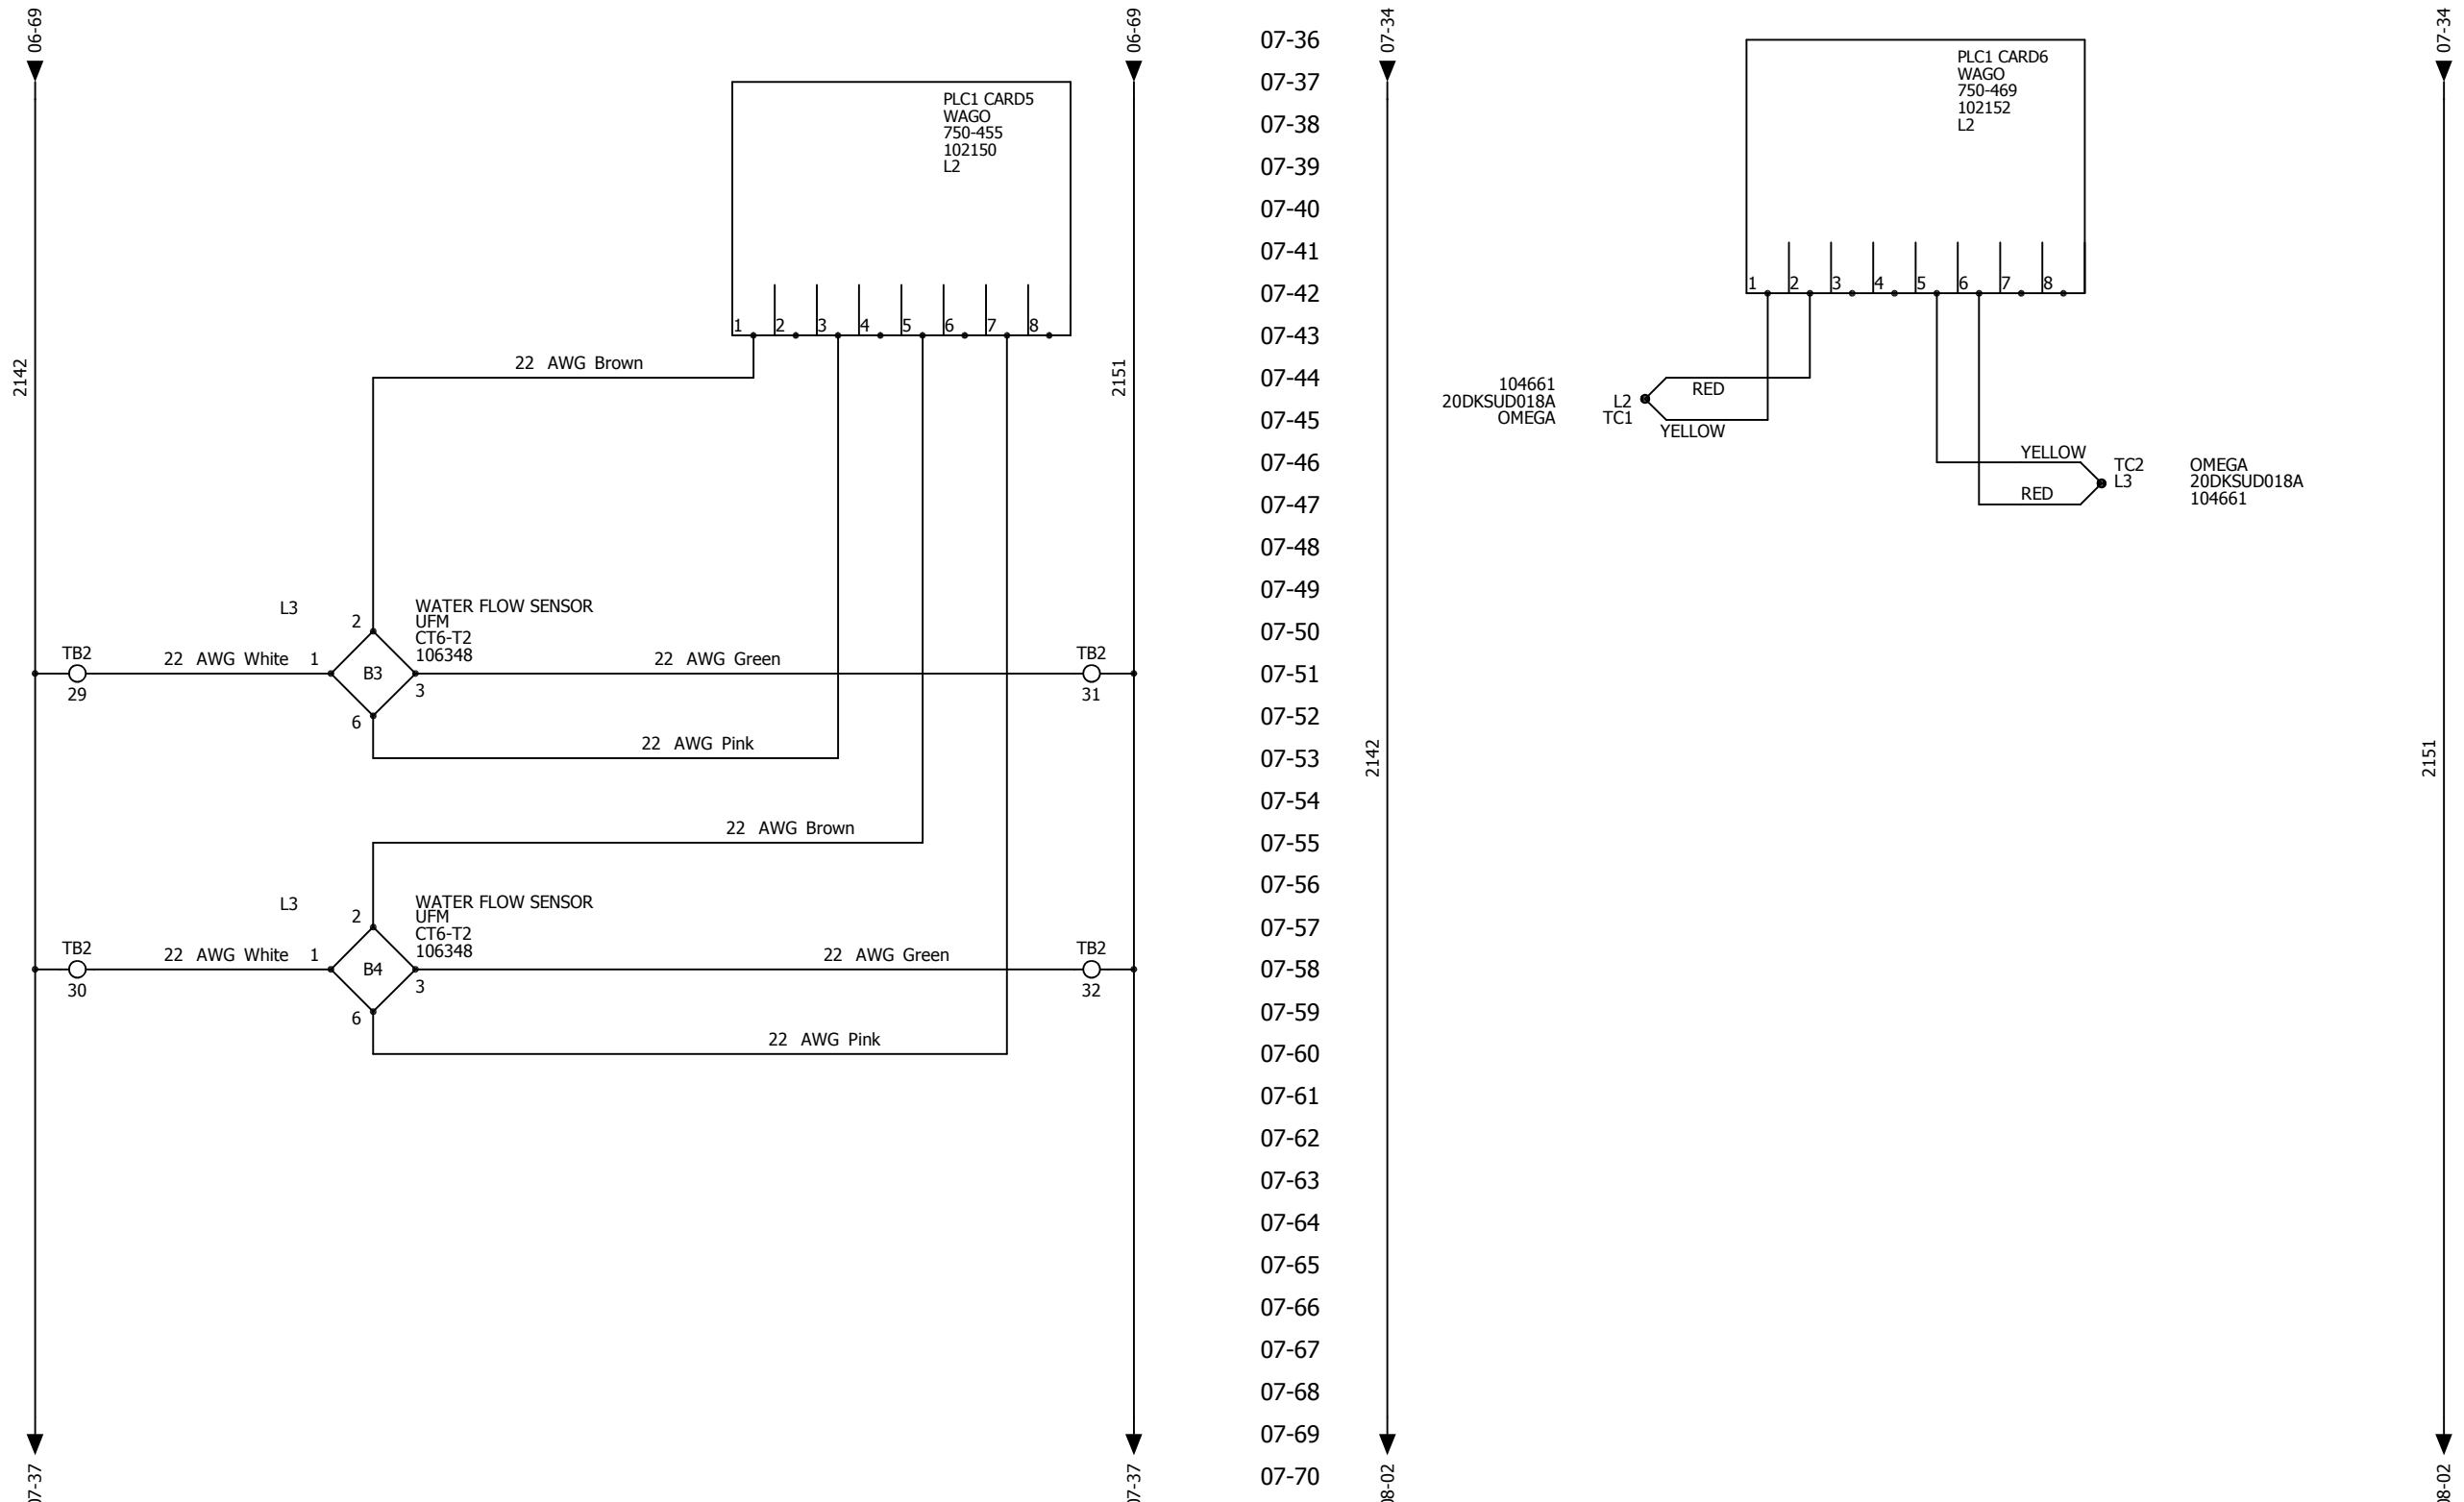 06-69
2142
07-37
06-69
2151
07-37
PLC1 CARD5
WAGO
750-455
102150
L2
1 2 3 4 5 6 7 8
22 AWG Brown
L3
WATER FLOW SENSOR
UFM
CT6-T2
106348
2
TB2
29
22 AWG White 1
B3
3
6
22 AWG Green
TB2
31
22 AWG Pink
22 AWG Brown
L3
WATER FLOW SENSOR
UFM
CT6-T2
106348
2
TB2
30
22 AWG White 1
B4
3
6
22 AWG Green
TB2
32
22 AWG Pink
07-36
07-37
07-38
07-39
07-40
07-41
07-42
07-43
07-44
07-45
07-46
07-47
07-48
07-49
07-50
07-51
07-52
07-53
07-54
07-55
07-56
07-57
07-58
07-59
07-60
07-61
07-62
07-63
07-64
07-65
07-66
07-67
07-68
07-69
07-70
07-34
2142
08-02
PLC1 CARD6
WAGO
750-469
102152
L2
1 2 3 4 5 6 7 8
104661
20DKSUD018A
OMEGA
L2
TC1
RED
YELLOW
YELLOW
RED
TC2
L3
OMEGA
20DKSUD018A
104661
07-34
2151
08-02